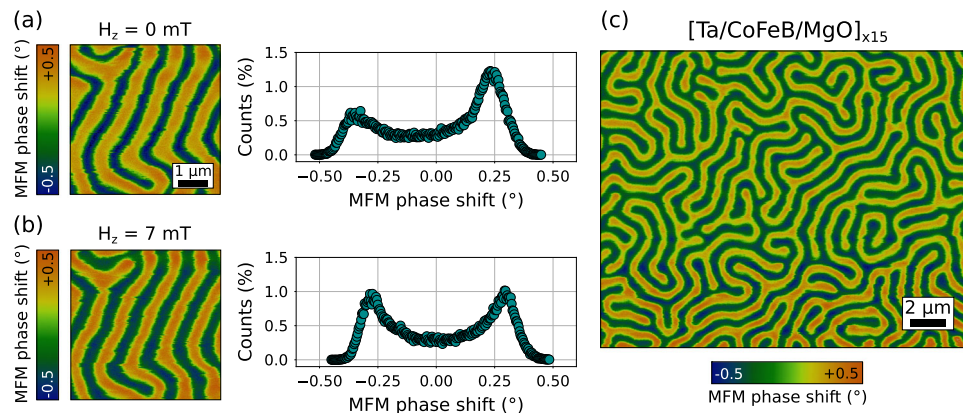 (a)
H_z = 0 mT
MFM phase shift (°)
-0.5
+0.5
1 μm
Counts (%)
1.5
1.0
0.5
0.0
−0.50
−0.25
0.00
0.25
0.50
MFM phase shift (°)
(b)
H_z = 7 mT
MFM phase shift (°)
-0.5
+0.5
Counts (%)
1.5
1.0
0.5
0.0
−0.50
−0.25
0.00
0.25
0.50
MFM phase shift (°)
(c)
[Ta/CoFeB/MgO]x15
2 μm
-0.5
+0.5
MFM phase shift (°)